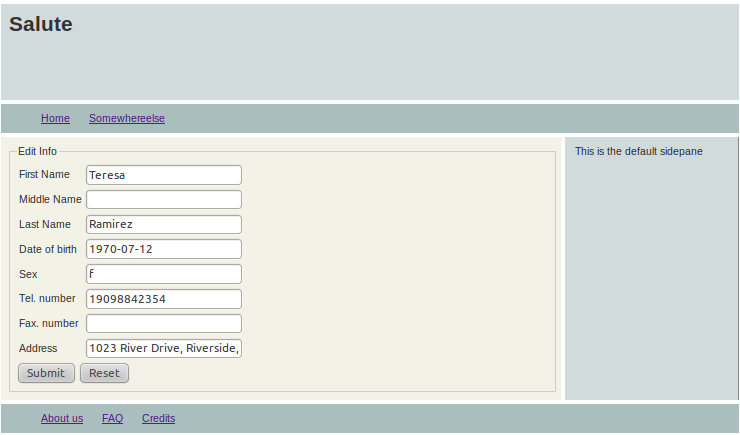 Salute
Home Somewhereelse
Edit Info
This is the default sidepane
First Name Teresa
Middle Name
Last Name Ramirez
Date of birth 1970-07-12
Sex f
Tel. number 19098842354
Fax. number
Address 1023 River Drive, Riverside,
Submit Reset
About us FAQ Credits